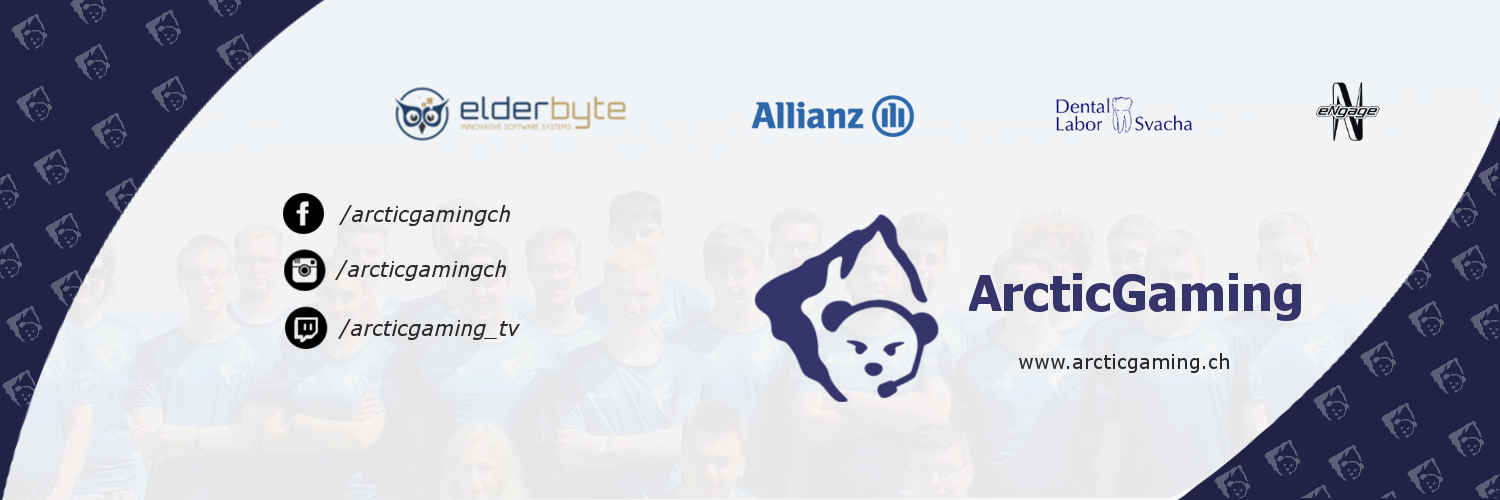 elderbyte
INNOVATIVE SOFTWARE SYSTEMS
Allianz
Dental
Labor Svacha
N
eNgage
/arcticgamingch
/arcticgamingch
/arcticgaming_tv
ArcticGaming
www.arcticgaming.ch